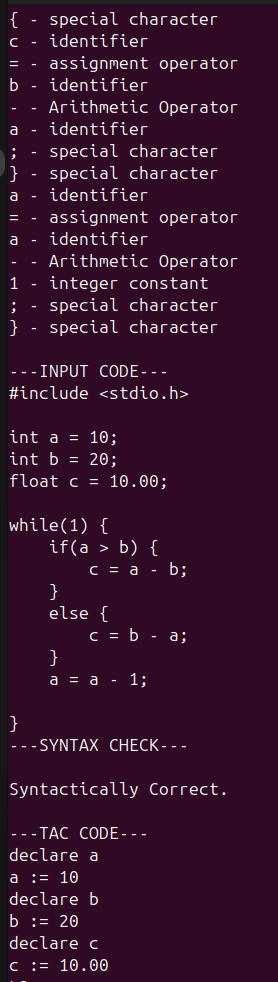 { - special character
c - identifier
= - assignment operator
b - identifier
- - Arithmetic Operator
a - identifier
; - special character
} - special character
a - identifier
= - assignment operator
a - identifier
- - Arithmetic Operator
1 - integer constant
; - special character
} - special character

---INPUT CODE---
#include <stdio.h>

int a = 10;
int b = 20;
float c = 10.00;

while(1) {
    if(a > b) {
        c = a - b;
    }
    else {
        c = b - a;
    }
    a = a - 1;

}
---SYNTAX CHECK---

Syntactically Correct.

---TAC CODE---
declare a
a := 10
declare b
b := 20
declare c
c := 10.00